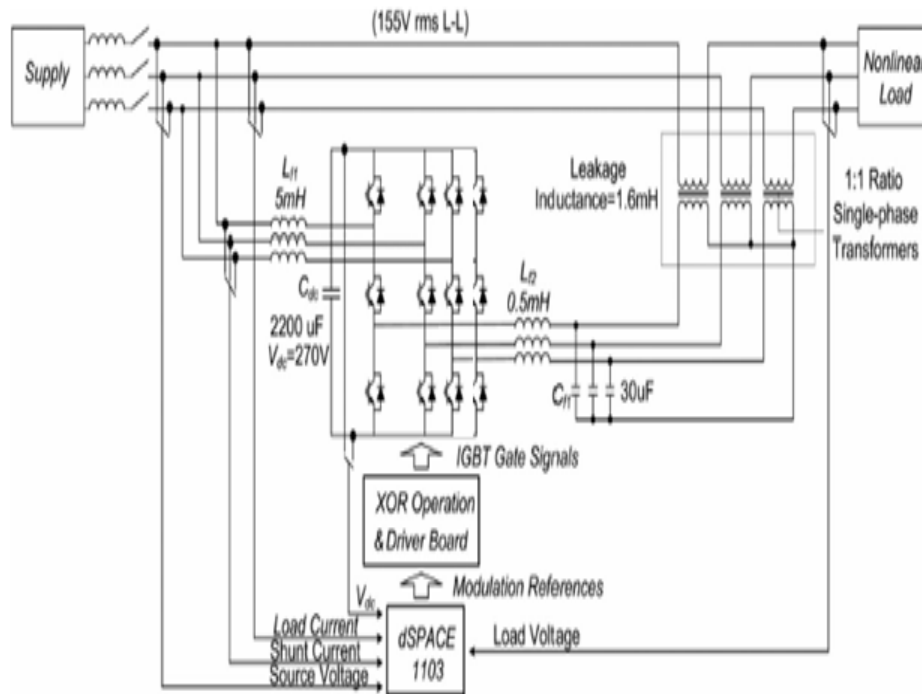 (155V rms L-L)
Supply
Nonlinear
Load
Leakage
Inductance=1.6mH
1:1 Ratio
Single-phase
Transformers
Lf1
5mH
Cdc
2200 uF
Vdc=270V
Lf2
0.5mH
Cf1
30uF
IGBT Gate Signals
XOR Operation
& Driver Board
Modulation References
Vdc
Load Current
Shunt Current
Source Voltage
dSPACE
1103
Load Voltage